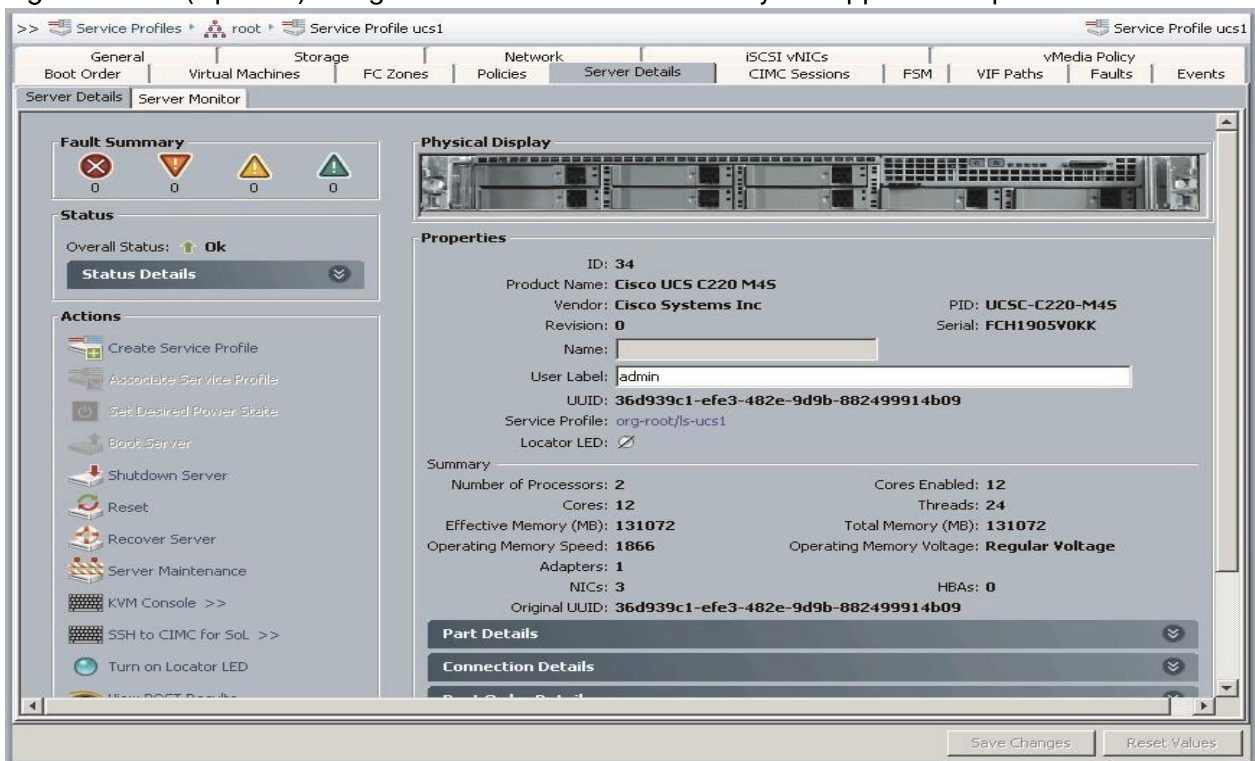 >> Service Profiles ▸ root ▸ Service Profile ucs1
Service Profile ucs1
General Storage Network iSCSI vNICs vMedia Policy
Boot Order Virtual Machines FC Zones Policies Server Details CIMC Sessions FSM VIF Paths Faults Events
Server Details Server Monitor
Fault Summary
0 0 0 0
Status
Overall Status: Ok
Status Details
Actions
Create Service Profile
Associate Service Profile
Set Desired Power State
Boot Server
Shutdown Server
Reset
Recover Server
Server Maintenance
KVM Console >>
SSH to CIMC for SoL >>
Turn on Locator LED
Physical Display
Properties
ID: 34
Product Name: Cisco UCS C220 M4S
Vendor: Cisco Systems Inc PID: UCSC-C220-M4S
Revision: 0 Serial: FCH1905V0KK
Name:
User Label: admin
UUID: 36d939c1-efe3-482e-9d9b-882499914b09
Service Profile: org-root/ls-ucs1
Locator LED:
Summary
Number of Processors: 2 Cores Enabled: 12
Cores: 12 Threads: 24
Effective Memory (MB): 131072 Total Memory (MB): 131072
Operating Memory Speed: 1866 Operating Memory Voltage: Regular Voltage
Adapters: 1
NICs: 3 HBAs: 0
Original UUID: 36d939c1-efe3-482e-9d9b-882499914b09
Part Details
Connection Details
Save Changes Reset Values